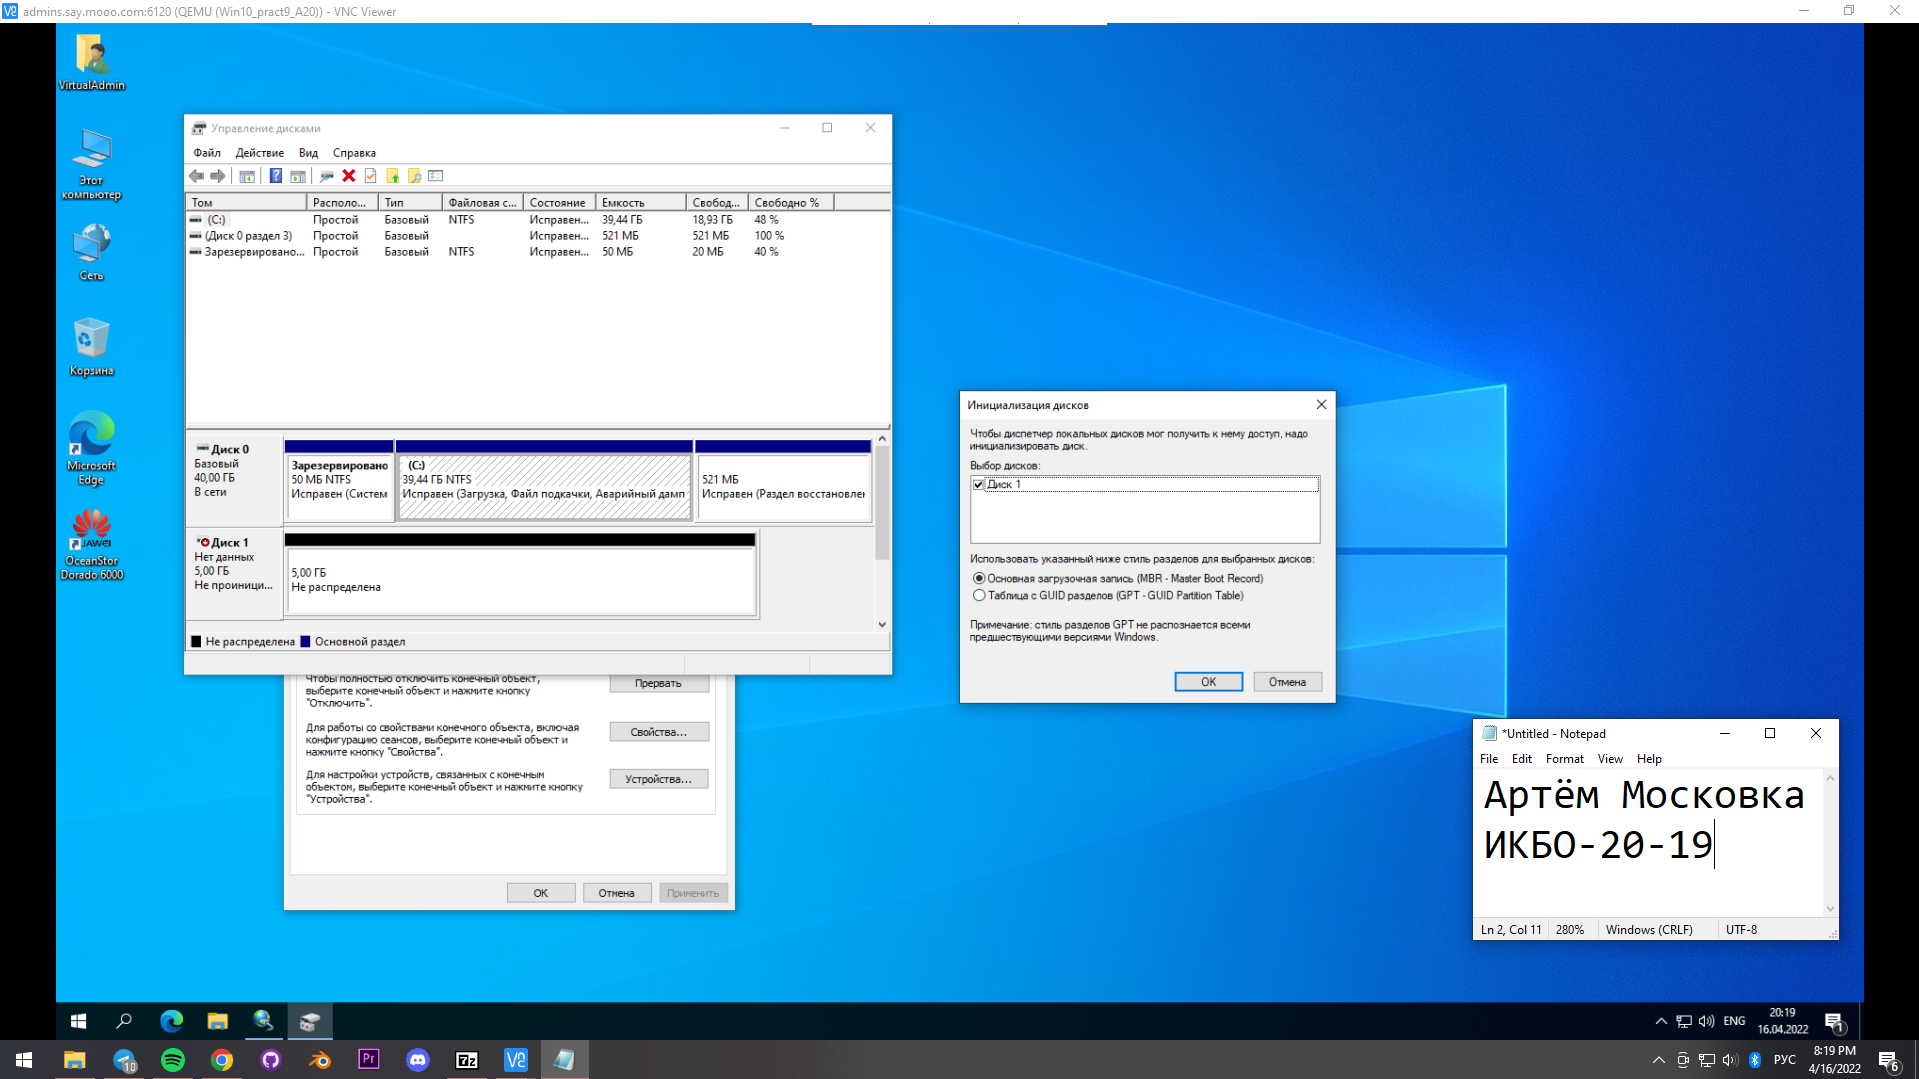 admins.say.mooo.com:6120 (QEMU (Win10_pract9_A20)) - VNC Viewer
VirtualAdmin
Этот
компьютер
Сеть
Корзина
Microsoft
Edge
OceanStor
Dorado 6000
Управление дисками
Файл Действие Вид Справка
Том Располо... Тип Файловая с... Состояние Емкость Свобод... Свободно %
(C:) Простой Базовый NTFS Исправен... 39,44 ГБ 18,93 ГБ 48 %
(Диск 0 раздел 3) Простой Базовый Исправен... 521 МБ 521 МБ 100 %
Зарезервировано... Простой Базовый NTFS Исправен... 50 МБ 20 МБ 40 %
Диск 0
Базовый
40,00 ГБ
В сети
Зарезервировано
50 МБ NTFS
Исправен (Систем
(C:)
39,44 ГБ NTFS
Исправен (Загрузка, Файл подкачки, Аварийный дамп
521 МБ
Исправен (Раздел восстановлен
Диск 1
Нет данных
5,00 ГБ
Не проиници...
5,00 ГБ
Не распределена
Не распределена Основной раздел
Чтобы полностью отключить конечный объект,
выберите конечный объект и нажмите кнопку
"Отключить".
Прервать
Для работы со свойствами конечного объекта, включая
конфигурацию сеансов, выберите конечный объект и
нажмите кнопку "Свойства".
Свойства...
Для настройки устройств, связанных с конечным
объектом, выберите конечный объект и нажмите кнопку
"Устройства".
Устройства...
ОК Отмена Применить
Инициализация дисков
Чтобы диспетчер локальных дисков мог получить к нему доступ, надо
инициализировать диск.
Выбор дисков:
Диск 1
Использовать указанный ниже стиль разделов для выбранных дисков:
Основная загрузочная запись (MBR - Master Boot Record)
Таблица с GUID разделов (GPT - GUID Partition Table)
Примечание: стиль разделов GPT не распознается всеми
предшествующими версиями Windows.
ОК Отмена
*Untitled - Notepad
File Edit Format View Help
Артём Московка
ИКБО-20-19
Ln 2, Col 11 280% Windows (CRLF) UTF-8
ENG
20:19
16.04.2022
1
10
Pr
7z
РУС
8:19 PM
4/16/2022
6